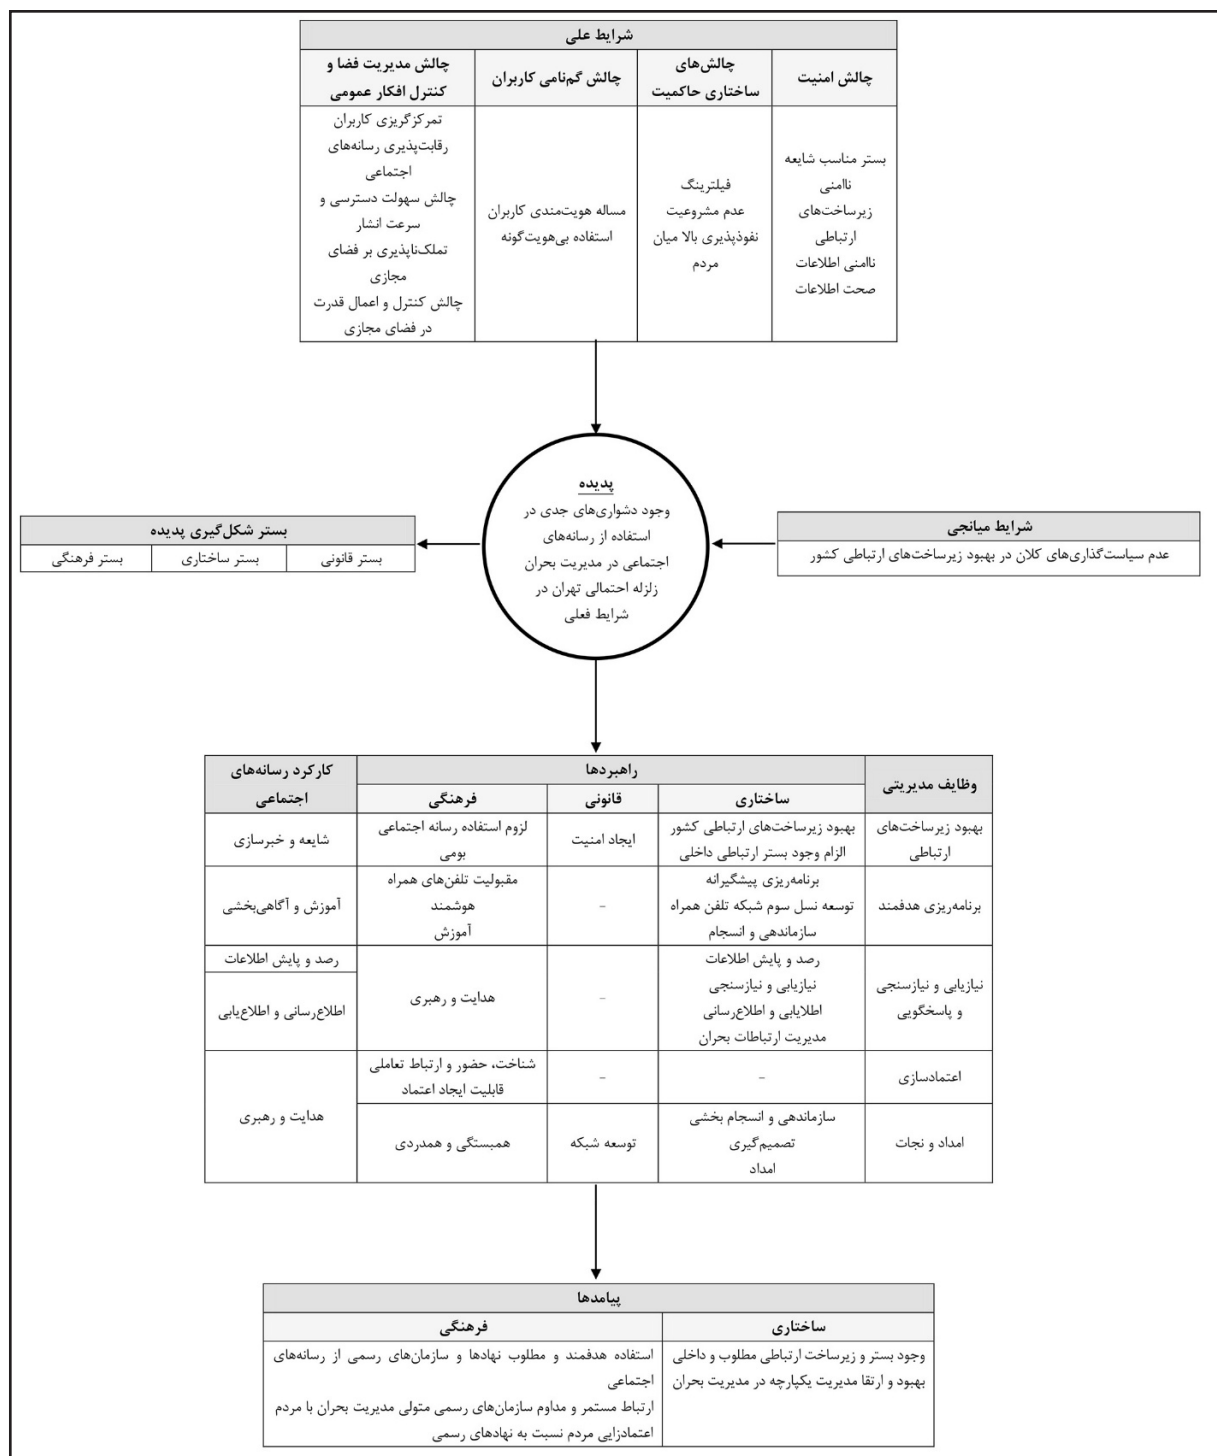 شرایط علی
چالش امنیت
چالش‌های
ساختاری حاکمیت
چالش گم‌نامی کاربران
چالش مدیریت فضا و
کنترل افکار عمومی
بستر مناسب شایعه
ناامنی
زیرساخت‌های
ارتباطی
ناامنی اطلاعات
صحت اطلاعات
فیلترینگ
عدم مشروعیت
نفوذپذیری بالا میان
مردم
مساله هویت‌مندی کاربران
استفاده بی‌هویت‌گونه
تمرکزگریزی کاربران
رقابت‌پذیری رسانه‌های
اجتماعی
چالش سهولت دسترسی و
سرعت انشار
تملک‌ناپذیری بر فضای
مجازی
چالش کنترل و اعمال قدرت
در فضای مجازی
پدیده
وجود دشواری‌های جدی در
استفاده از رسانه‌های
اجتماعی در مدیریت بحران
زلزله احتمالی تهران در
شرایط فعلی
شرایط میانجی
عدم سیاست‌گذاری‌های کلان در بهبود زیرساخت‌های ارتباطی کشور
بستر شکل‌گیری پدیده
بستر قانونی
بستر ساختاری
بستر فرهنگی
وظایف مدیریتی
راهبردها
کارکرد رسانه‌های
اجتماعی
ساختاری
قانونی
فرهنگی
بهبود زیرساخت‌های
ارتباطی
بهبود زیرساخت‌های ارتباطی کشور
الزام وجود بستر ارتباطی داخلی
ایجاد امنیت
لزوم استفاده رسانه اجتماعی
بومی
شایعه و خبرسازی
برنامه‌ریزی هدفمند
برنامه‌ریزی پیشگیرانه
توسعه نسل سوم شبکه تلفن همراه
سازماندهی و انسجام
-
مقبولیت تلفن‌های همراه
هوشمند
آموزش
آموزش و آگاهی‌بخشی
نیازیابی و نیازسنجی
و پاسخگویی
رصد و پایش اطلاعات
نیازیابی و نیازسنجی
اطلایابی و اطلاع‌رسانی
مدیریت ارتباطات بحران
-
هدایت و رهبری
رصد و پایش اطلاعات
اطلاع‌رسانی و اطلاع‌یابی
اعتمادسازی
-
-
شناخت، حضور و ارتباط تعاملی
قابلیت ایجاد اعتماد
هدایت و رهبری
امداد و نجات
سازماندهی و انسجام بخشی
تصمیم‌گیری
امداد
توسعه شبکه
همبستگی و همدردی
پیامدها
ساختاری
فرهنگی
وجود بستر و زیرساخت ارتباطی مطلوب و داخلی
بهبود و ارتقا مدیریت یکپارچه در مدیریت بحران
استفاده هدفمند و مطلوب نهادها و سازمان‌های رسمی از رسانه‌های
اجتماعی
ارتباط مستمر و مداوم سازمان‌های رسمی متولی مدیریت بحران با مردم
اعتمادزایی مردم نسبت به نهادهای رسمی